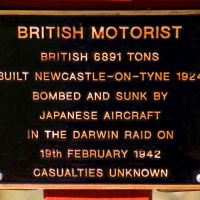 BRITISH MOTORIST
BRITISH 6891 TONS
BUILT NEWCASTLE-ON-TYNE 1924
BOMBED AND SUNK BY
JAPANESE AIRCRAFT
IN THE DARWIN RAID ON
19th FEBRUARY 1942
CASUALTIES UNKNOWN